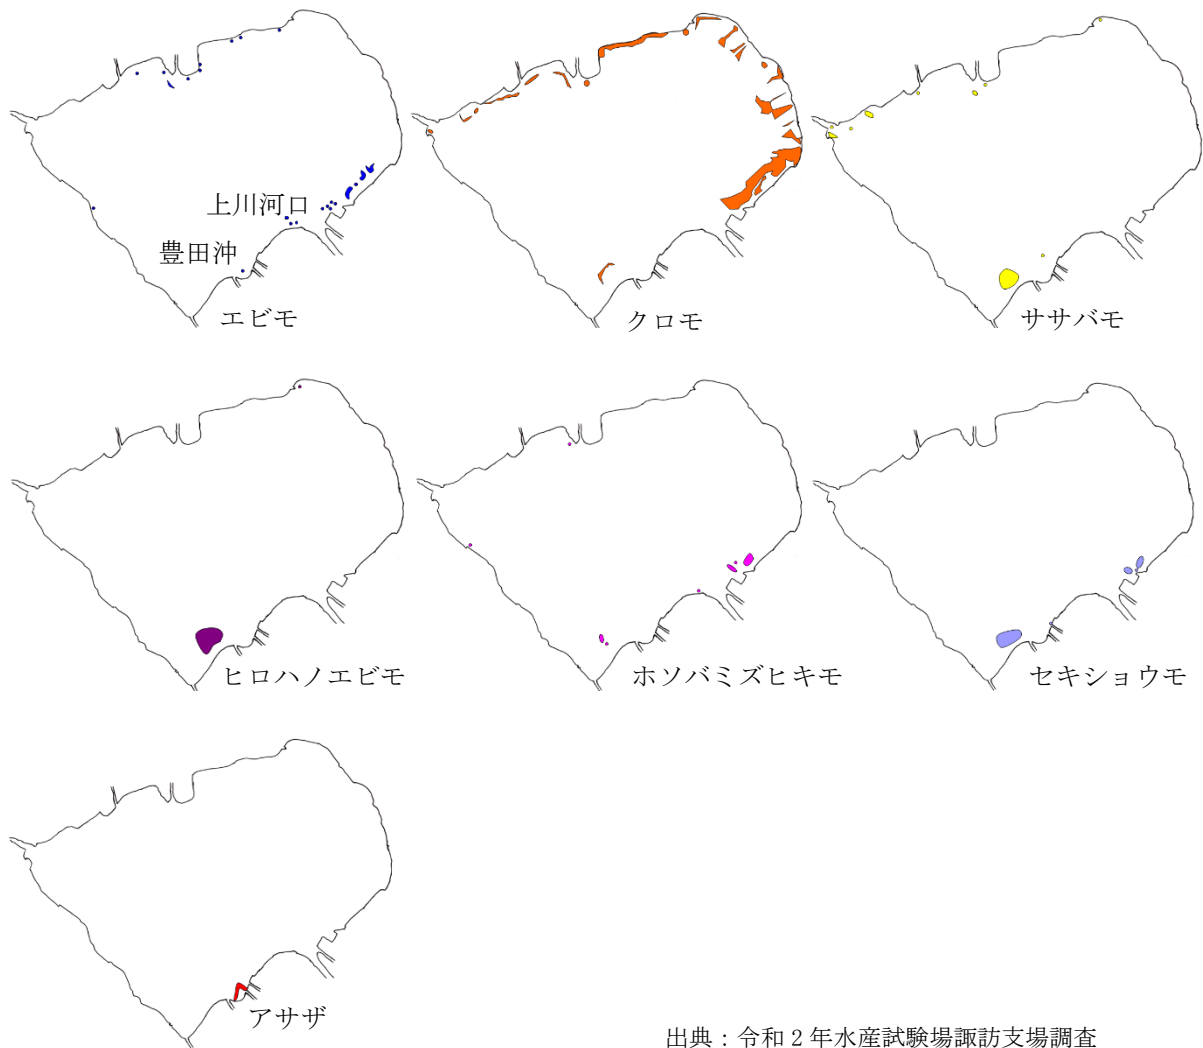 上川河口
豊田沖
エビモ
クロモ
ササバモ
ヒロハノエビモ
ホソバミズヒキモ
セキショウモ
アサザ
出典：令和２年水産試験場諏訪支場調査